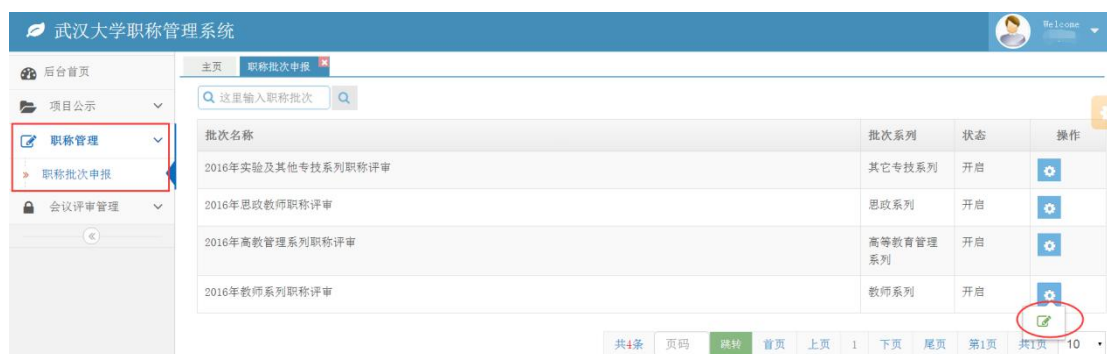 武汉大学职称管理系统
Welcome
后台首页
主页 职称批次申报
项目公示
这里输入职称批次
职称管理
批次名称 批次系列 状态 操作
职称批次申报
2016年实验及其他专技系列职称评审 其它专技系列 开启
会议评审管理
2016年思政教师职称评审 思政系列 开启
2016年高教管理系列职称评审 高等教育管理 开启
系列
2016年教师系列职称评审 教师系列 开启
共4条 页码 跳转 首页 上页 1 下页 尾页 第1页 共1页 10